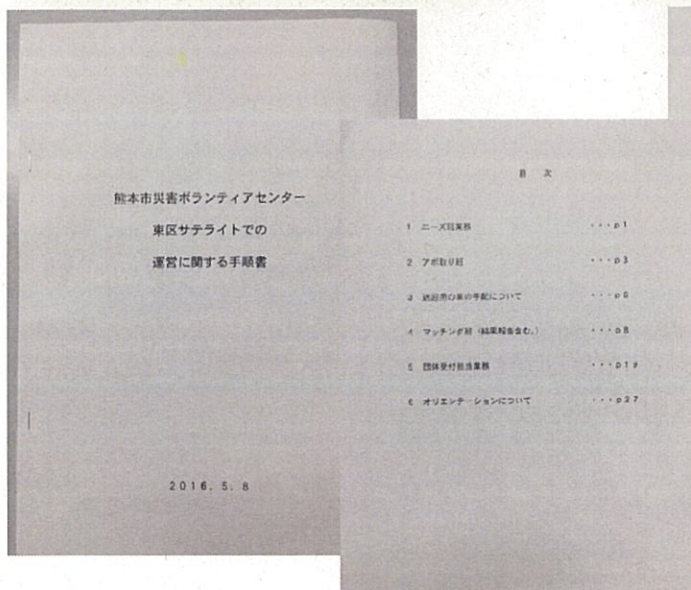 熊本市災害ボランティアセンター
東区サテライトでの
運営に関する手順書
2016.5.8
目 次
1 ニーズ班業務 ・・・p1
2 アポ取り班 ・・・p3
3 送迎用の車の手配について ・・・p6
4 マッチング班(結果報告含む。) ・・・p8
5 団体受付担当業務 ・・・p19
6 オリエンテーションについて ・・・p27